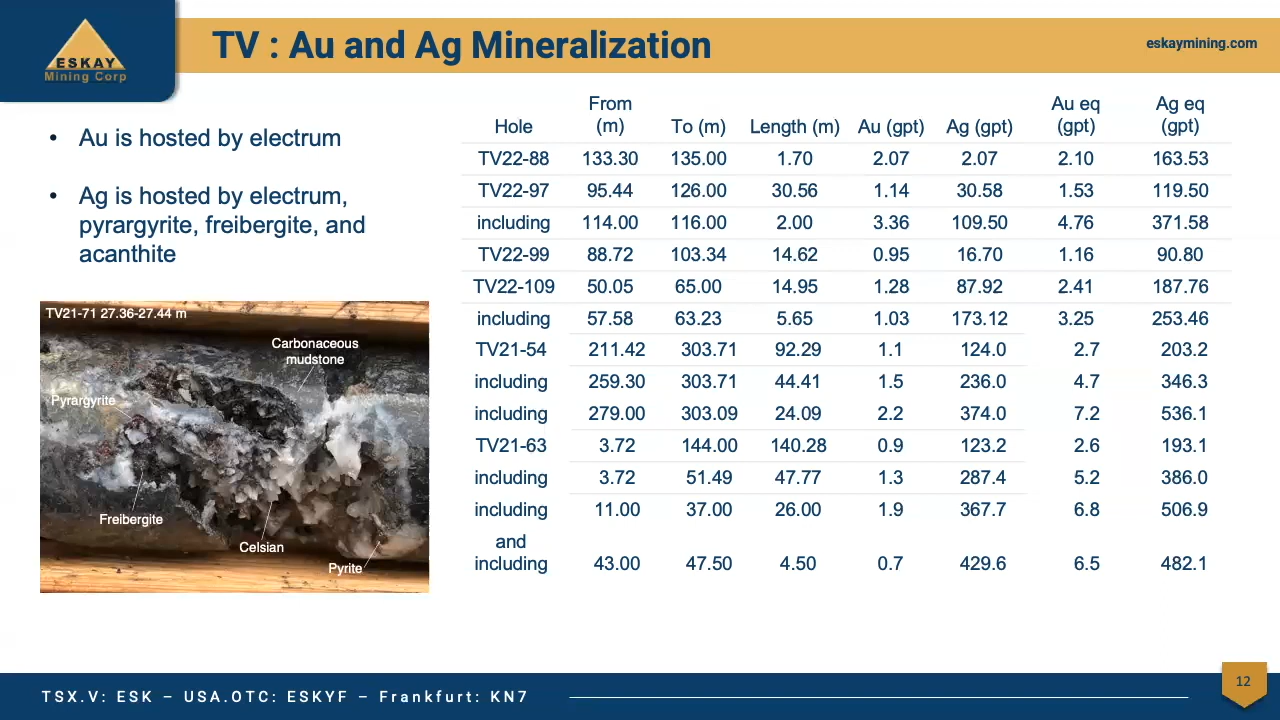 ESKAY
Mining Corp
TV : Au and Ag Mineralization
eskaymining.com
• Au is hosted by electrum
• Ag is hosted by electrum,
pyrargyrite, freibergite, and
acanthite
TV21-71 27.36-27.44 m
Carbonaceous
mudstone
Pyrargyrite
Freibergite
Celsian
Pyrite
Hole From (m) To (m) Length (m) Au (gpt) Ag (gpt) Au eq (gpt) Ag eq (gpt)
TV22-88 133.30 135.00 1.70 2.07 2.07 2.10 163.53
TV22-97 95.44 126.00 30.56 1.14 30.58 1.53 119.50
including 114.00 116.00 2.00 3.36 109.50 4.76 371.58
TV22-99 88.72 103.34 14.62 0.95 16.70 1.16 90.80
TV22-109 50.05 65.00 14.95 1.28 87.92 2.41 187.76
including 57.58 63.23 5.65 1.03 173.12 3.25 253.46
TV21-54 211.42 303.71 92.29 1.1 124.0 2.7 203.2
including 259.30 303.71 44.41 1.5 236.0 4.7 346.3
including 279.00 303.09 24.09 2.2 374.0 7.2 536.1
TV21-63 3.72 144.00 140.28 0.9 123.2 2.6 193.1
including 3.72 51.49 47.77 1.3 287.4 5.2 386.0
including 11.00 37.00 26.00 1.9 367.7 6.8 506.9
and
including 43.00 47.50 4.50 0.7 429.6 6.5 482.1
TSX.V: ESK – USA.OTC: ESKYF – Frankfurt: KN7
12